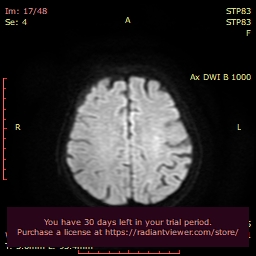 Im: 17/48
Se: 4
A
STP83
STP83
F
Ax DWI B 1000
R
L
You have 30 days left in your trial period.
Purchase a license at https://radiantviewer.com/store/